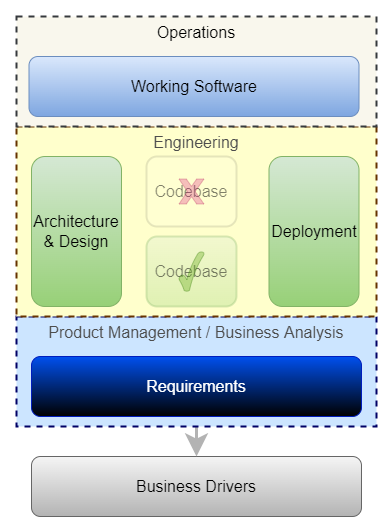 Operations
Working Software
Engineering
Architecture
& Design
Codebase
Codebase
Deployment
Product Management / Business Analysis
Requirements
Business Drivers